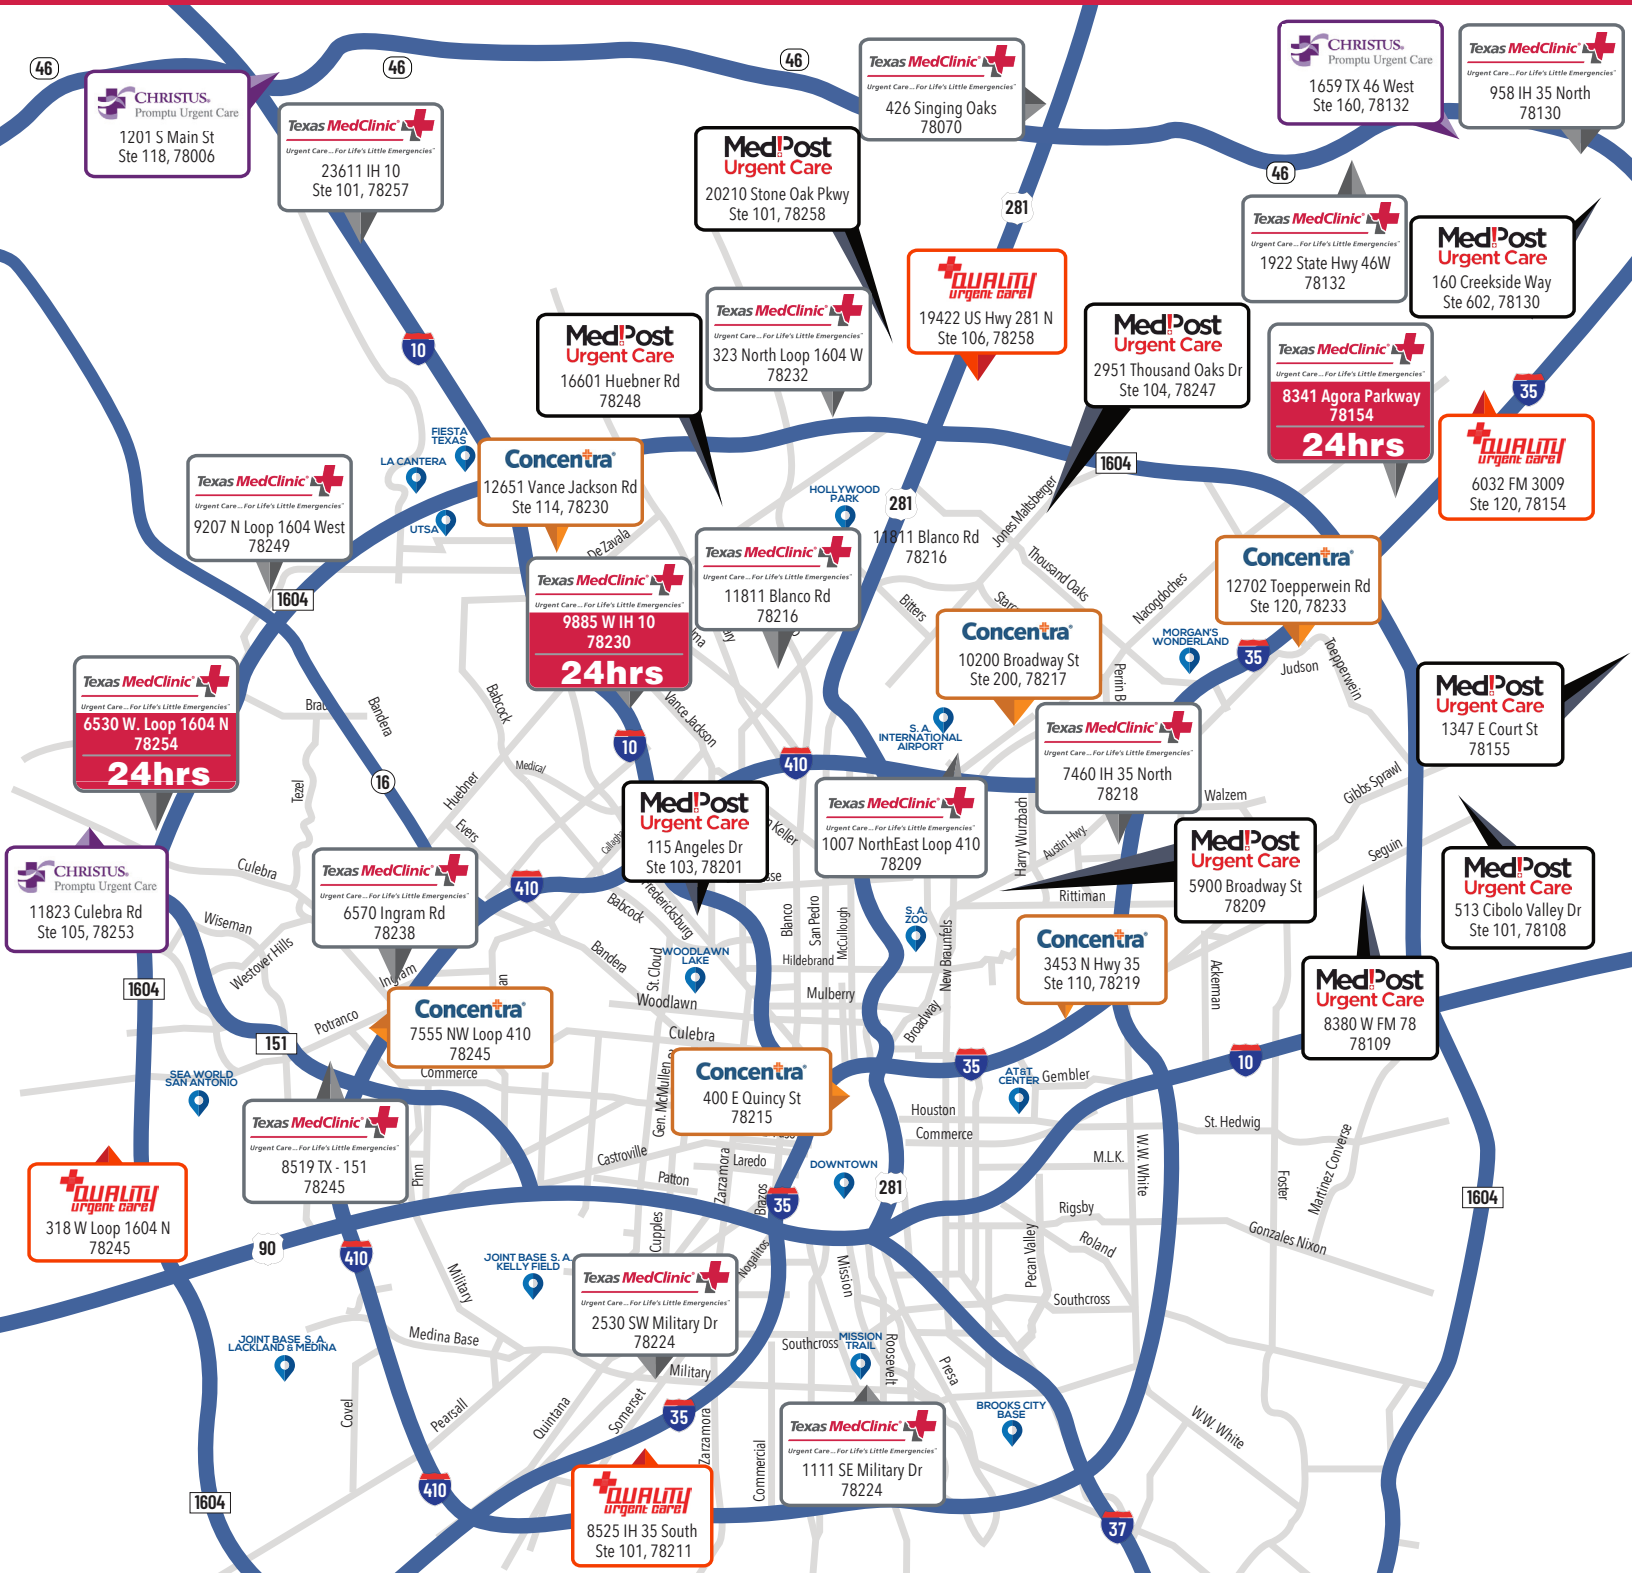 46
46
46
CHRISTUS.
Promptu Urgent Care
1201 S Main St
Ste 118, 78006
Texas MedClinic
Urgent Care...For Life's Little Emergencies
23611 IH 10
Ste 101, 78257
Texas MedClinic
Urgent Care...For Life's Little Emergencies
426 Singing Oaks
78070
CHRISTUS.
Promptu Urgent Care
1659 TX 46 West
Ste 160, 78132
Texas MedClinic
Urgent Care...For Life's Little Emergencies
958 IH 35 North
78130
MedPost
Urgent Care
20210 Stone Oak Pkwy
Ste 101, 78258
46
281
Texas MedClinic
Urgent Care...For Life's Little Emergencies
1922 State Hwy 46W
78132
MedPost
Urgent Care
160 Creekside Way
Ste 602, 78130
QUALITY
urgent care
19422 US Hwy 281 N
Ste 106, 78258
Texas MedClinic
Urgent Care...For Life's Little Emergencies
323 North Loop 1604 W
78232
MedPost
Urgent Care
16601 Huebner Rd
78248
MedPost
Urgent Care
2951 Thousand Oaks Dr
Ste 104, 78247
Texas MedClinic
Urgent Care...For Life's Little Emergencies
8341 Agora Parkway
78154
24hrs
10
35
QUALITY
urgent care
6032 FM 3009
Ste 120, 78154
FIESTA
TEXAS
LA CANTERA
UTSA
Concentra
12651 Vance Jackson Rd
Ste 114, 78230
Texas MedClinic
Urgent Care...For Life's Little Emergencies
9207 N Loop 1604 West
78249
1604
HOLLYWOOD
PARK
281
11811 Blanco Rd
78216
Jones Maltsberger
1604
De Zavala
Texas MedClinic
Urgent Care...For Life's Little Emergencies
9885 W IH 10
78230
24hrs
Texas MedClinic
Urgent Care...For Life's Little Emergencies
11811 Blanco Rd
78216
Thousand Oaks
Nacogdoches
Bitters
Concentra
12702 Toepperwein Rd
Ste 120, 78233
Concentra
10200 Broadway St
Ste 200, 78217
MORGAN'S
WONDERLAND
35
Judson
Toepperwein
Texas MedClinic
Urgent Care...For Life's Little Emergencies
6530 W. Loop 1604 N
78254
24hrs
Bandera
Babcock
Vance Jackson
Perrin B
S. A.
INTERNATIONAL
AIRPORT
MedPost
Urgent Care
1347 E Court St
78155
Texas MedClinic
Urgent Care...For Life's Little Emergencies
7460 IH 35 North
78218
10
410
Medical
16
Tezel
Huebner
Evers
MedPost
Urgent Care
115 Angeles Dr
Ste 103, 78201
Keller
Texas MedClinic
Urgent Care...For Life's Little Emergencies
1007 NorthEast Loop 410
78209
Harry Wurzbach
Austin Hwy.
Walzem
Gibbs Sprawl
Seguin
CHRISTUS.
Promptu Urgent Care
11823 Culebra Rd
Ste 105, 78253
Culebra
Texas MedClinic
Urgent Care...For Life's Little Emergencies
6570 Ingram Rd
78238
410
MedPost
Urgent Care
5900 Broadway St
78209
MedPost
Urgent Care
513 Cibolo Valley Dr
Ste 101, 78108
Rittiman
Fredericksburg
Babcock
Blanco
San Pedro
McCullough
S. A.
ZOO
New Braunfels
Wiseman
Westover Hills
Bandera
St. Cloud
WOODLAWN
LAKE
Hildebrand
Concentra
3453 N Hwy 35
Ste 110, 78219
Ackerman
MedPost
Urgent Care
8380 W FM 78
78109
1604
Ingram
Woodlawn
Mulberry
Broadway
Potranco
Concentra
7555 NW Loop 410
78245
Culebra
151
Commerce
SEA WORLD
SAN ANTONIO
Gen. McMullen
Concentra
400 E Quincy St
78215
35
AT&T
CENTER
Gembler
10
Houston
Commerce
St. Hedwig
Texas MedClinic
Urgent Care...For Life's Little Emergencies
8519 TX - 151
78245
Castroville
Laredo
Patton
Zarzamora
Brazos
DOWNTOWN
M.L.K.
W.W. White
Foster
Martinez Converse
QUALITY
urgent care
318 W Loop 1604 N
78245
Pinn
35
281
1604
Rigsby
90
410
Cupples
Nogalitos
Pecan Valley
Roland
Gonzales Nixon
JOINT BASE S. A.
KELLY FIELD
Military
Texas MedClinic
Urgent Care...For Life's Little Emergencies
2530 SW Military Dr
78224
Mission
Southcross
JOINT BASE S. A.
LACKLAND & MEDINA
Medina Base
Southcross
MISSION
TRAIL
Roosevelt
Military
Presa
Covel
Pearsall
Quintana
Somerset
35
Zarzamora
Texas MedClinic
Urgent Care...For Life's Little Emergencies
1111 SE Military Dr
78224
BROOKS CITY
BASE
W.W. White
Commercial
410
1604
QUALITY
urgent care
8525 IH 35 South
Ste 101, 78211
37